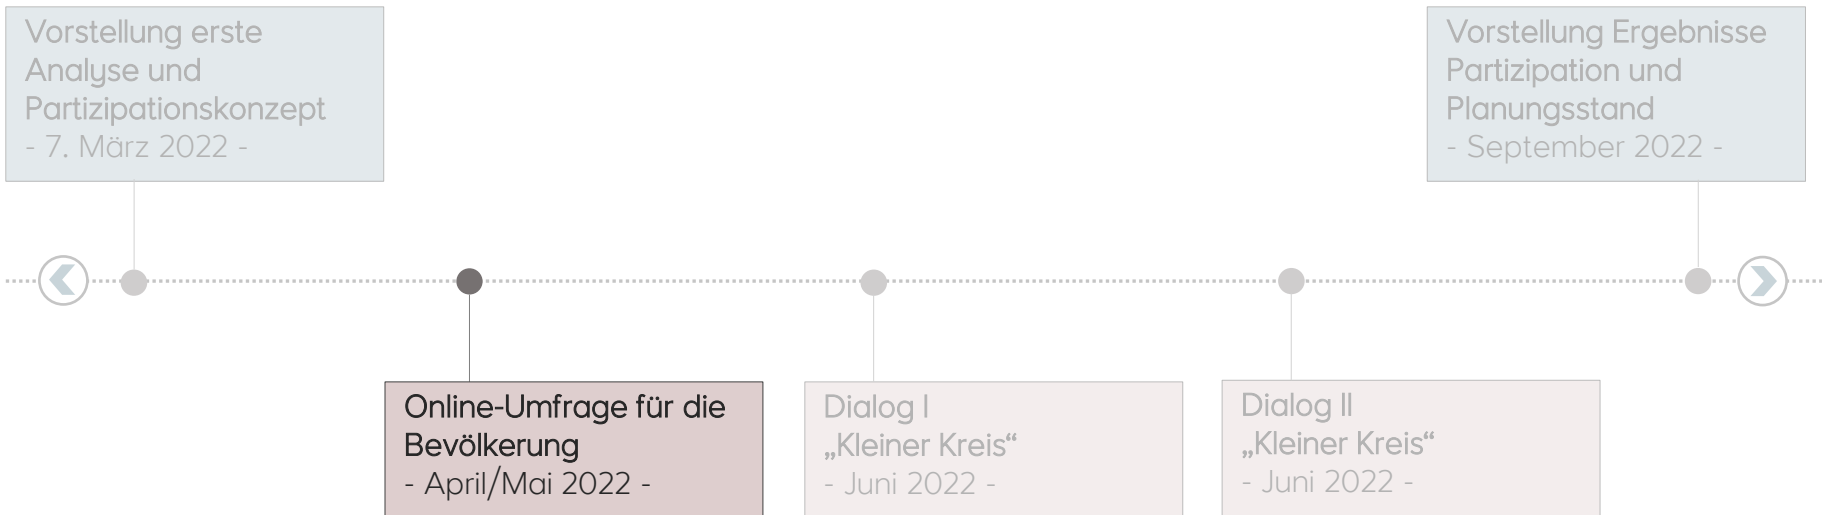 Vorstellung erste
Analyse und
Partizipationskonzept
- 7. März 2022 -
Vorstellung Ergebnisse
Partizipation und
Planungsstand
- September 2022 -
Online-Umfrage für die
Bevölkerung
- April/Mai 2022 -
Dialog I
„Kleiner Kreis“
- Juni 2022 -
Dialog II
„Kleiner Kreis“
- Juni 2022 -